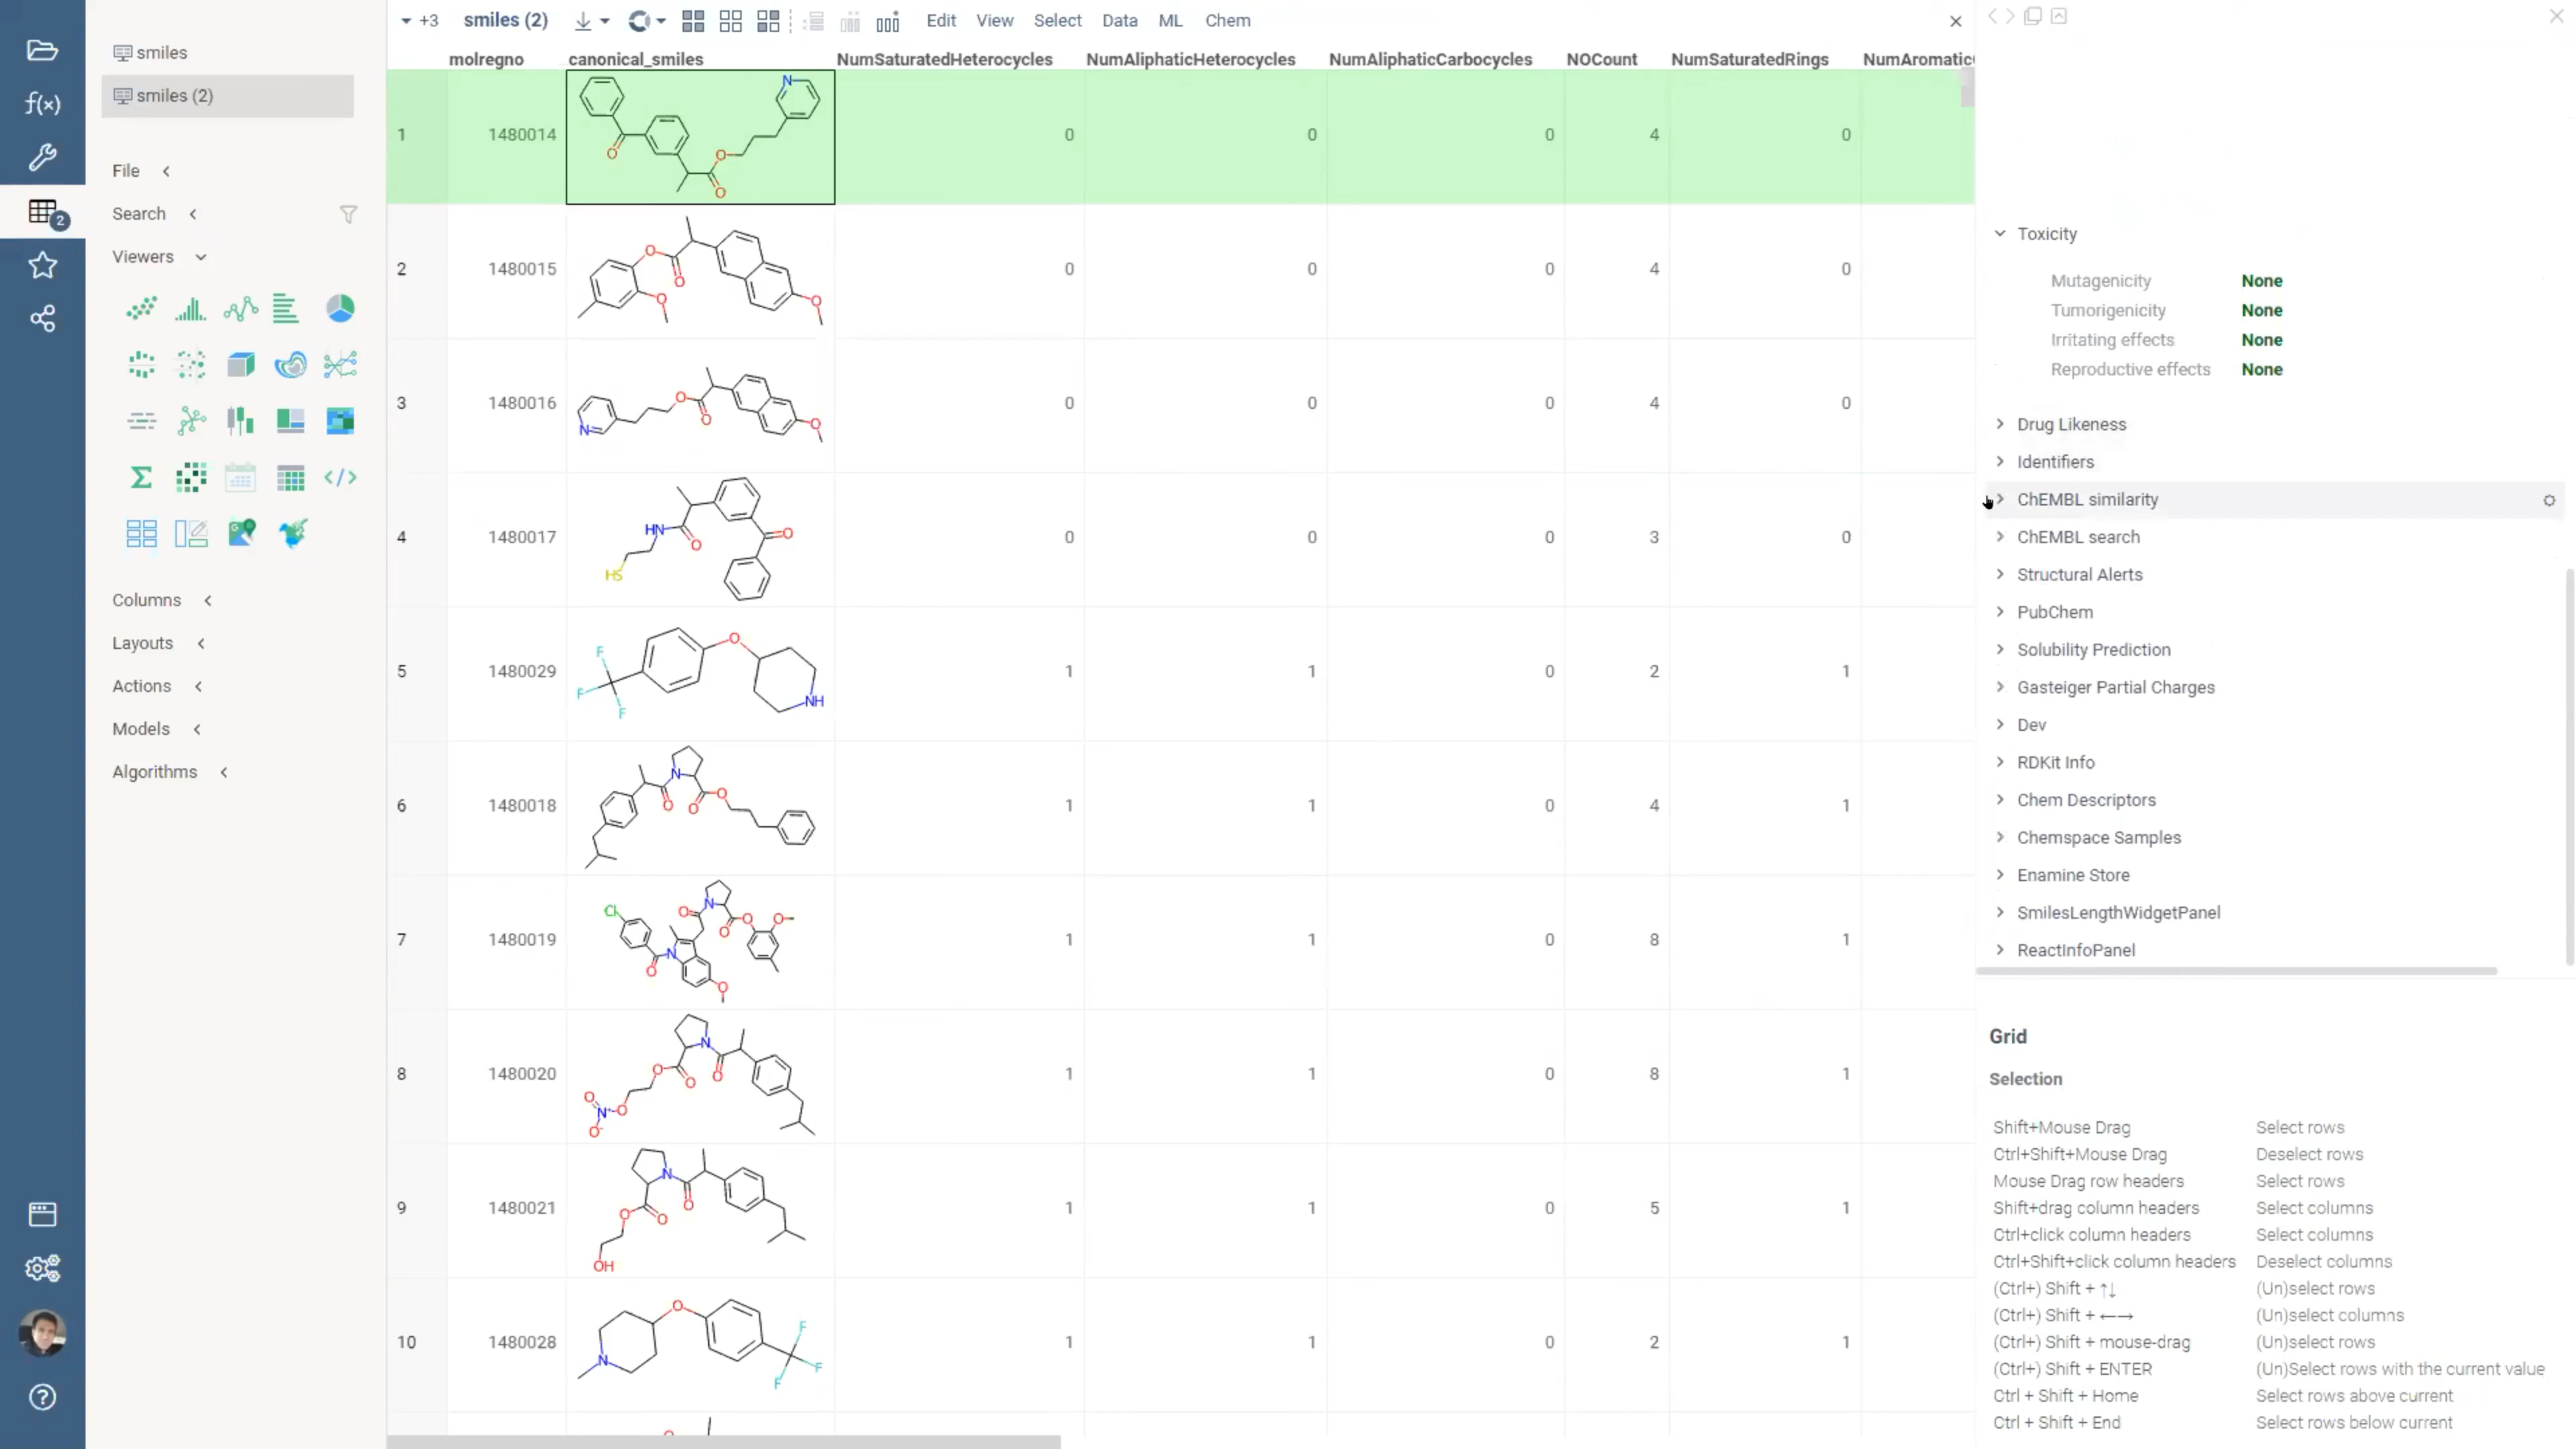 +3 smiles (2) Edit View Select Data ML Chem
f(x)
2
smiles
smiles (2)
File
Search
Viewers
Columns
Layouts
Actions
Models
Algorithms
molregno canonical_smiles NumSaturatedHeterocycles NumAliphaticHeterocycles NumAliphaticCarbocycles NOCount NumSaturatedRings
1 1480014 0 0 0 4 0
N O O O
2 1480015 0 0 0 4 0
O O O O
3 1480016 0 0 0 4 0
N O O O
4 1480017 0 0 0 3 0
HN O O HS
5 1480029 1 1 0 2 1
F F F O NH
6 1480018 1 1 0 4 1
N O O O
7 1480019 1 1 0 8 1
Cl O N O O O N O O
8 1480020 1 1 0 8 1
N O O O O N+ O O-
9 1480021 1 1 0 5 1
N O O O OH
10 1480028 1 1 0 2 1
O N F F F
Toxicity
Mutagenicity None
Tumorigenicity None
Irritating effects None
Reproductive effects None
Drug Likeness
Identifiers
ChEMBL similarity
ChEMBL search
Structural Alerts
PubChem
Solubility Prediction
Gasteiger Partial Charges
Dev
RDKit Info
Chem Descriptors
Chemspace Samples
Enamine Store
SmilesLengthWidgetPanel
ReactInfoPanel
Grid
Selection
Shift+Mouse Drag Select rows
Ctrl+Shift+Mouse Drag Deselect rows
Mouse Drag row headers Select rows
Shift+drag column headers Select columns
Ctrl+click column headers Select columns
Ctrl+Shift+click column headers Deselect columns
(Ctrl+) Shift + ↑↓ (Un)select rows
(Ctrl+) Shift + ←→ (Un)select columns
(Ctrl+) Shift + mouse-drag (Un)select rows
(Ctrl+) Shift + ENTER (Un)Select rows with the current value
Ctrl + Shift + Home Select rows above current
Ctrl + Shift + End Select rows below current